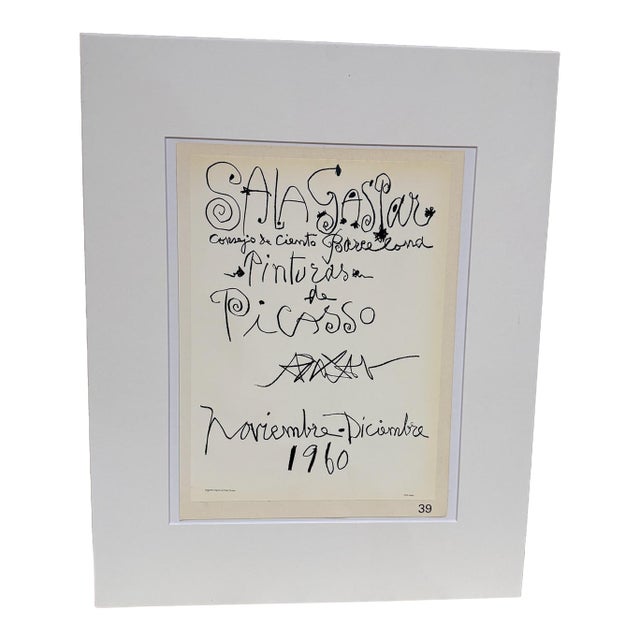 SALA GASPAR
Consejo de Ciento Barcelona
Pinturas
de
PICASSO
Noviembre-Diciembre
1960
39